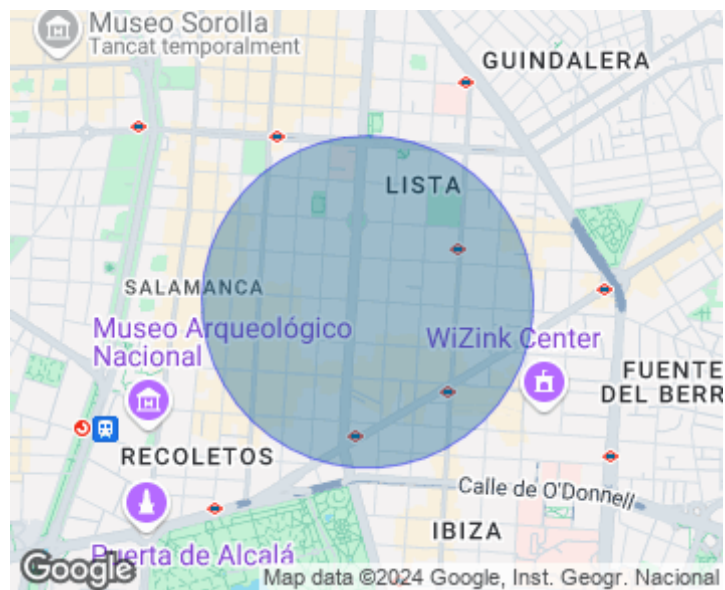 Museo Sorolla
Tancat temporalment
GUINDALERA
LISTA
SALAMANCA
Museo Arqueológico
Nacional
WiZink Center
FUENTE
DEL BERR
RECOLETOS
Calle de O'Donnell
IBIZA
Puerta de Alcalá
Google
Map data ©2024 Google, Inst. Geogr. Nacional